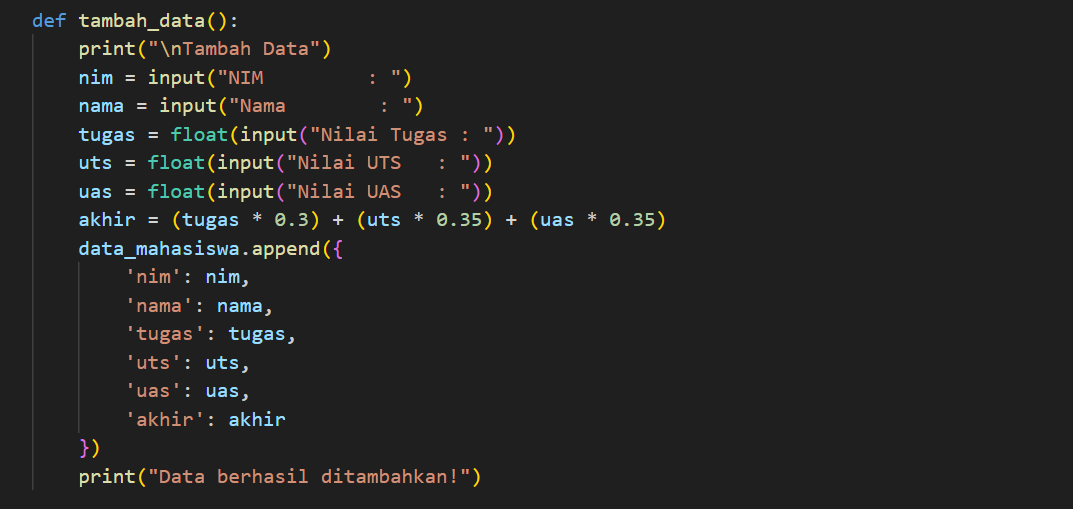 def tambah_data():
    print("\nTambah Data")
    nim = input("NIM         : ")
    nama = input("Nama        : ")
    tugas = float(input("Nilai Tugas : "))
    uts = float(input("Nilai UTS   : "))
    uas = float(input("Nilai UAS   : "))
    akhir = (tugas * 0.3) + (uts * 0.35) + (uas * 0.35)
    data_mahasiswa.append({
        'nim': nim,
        'nama': nama,
        'tugas': tugas,
        'uts': uts,
        'uas': uas,
        'akhir': akhir
    })
    print("Data berhasil ditambahkan!")